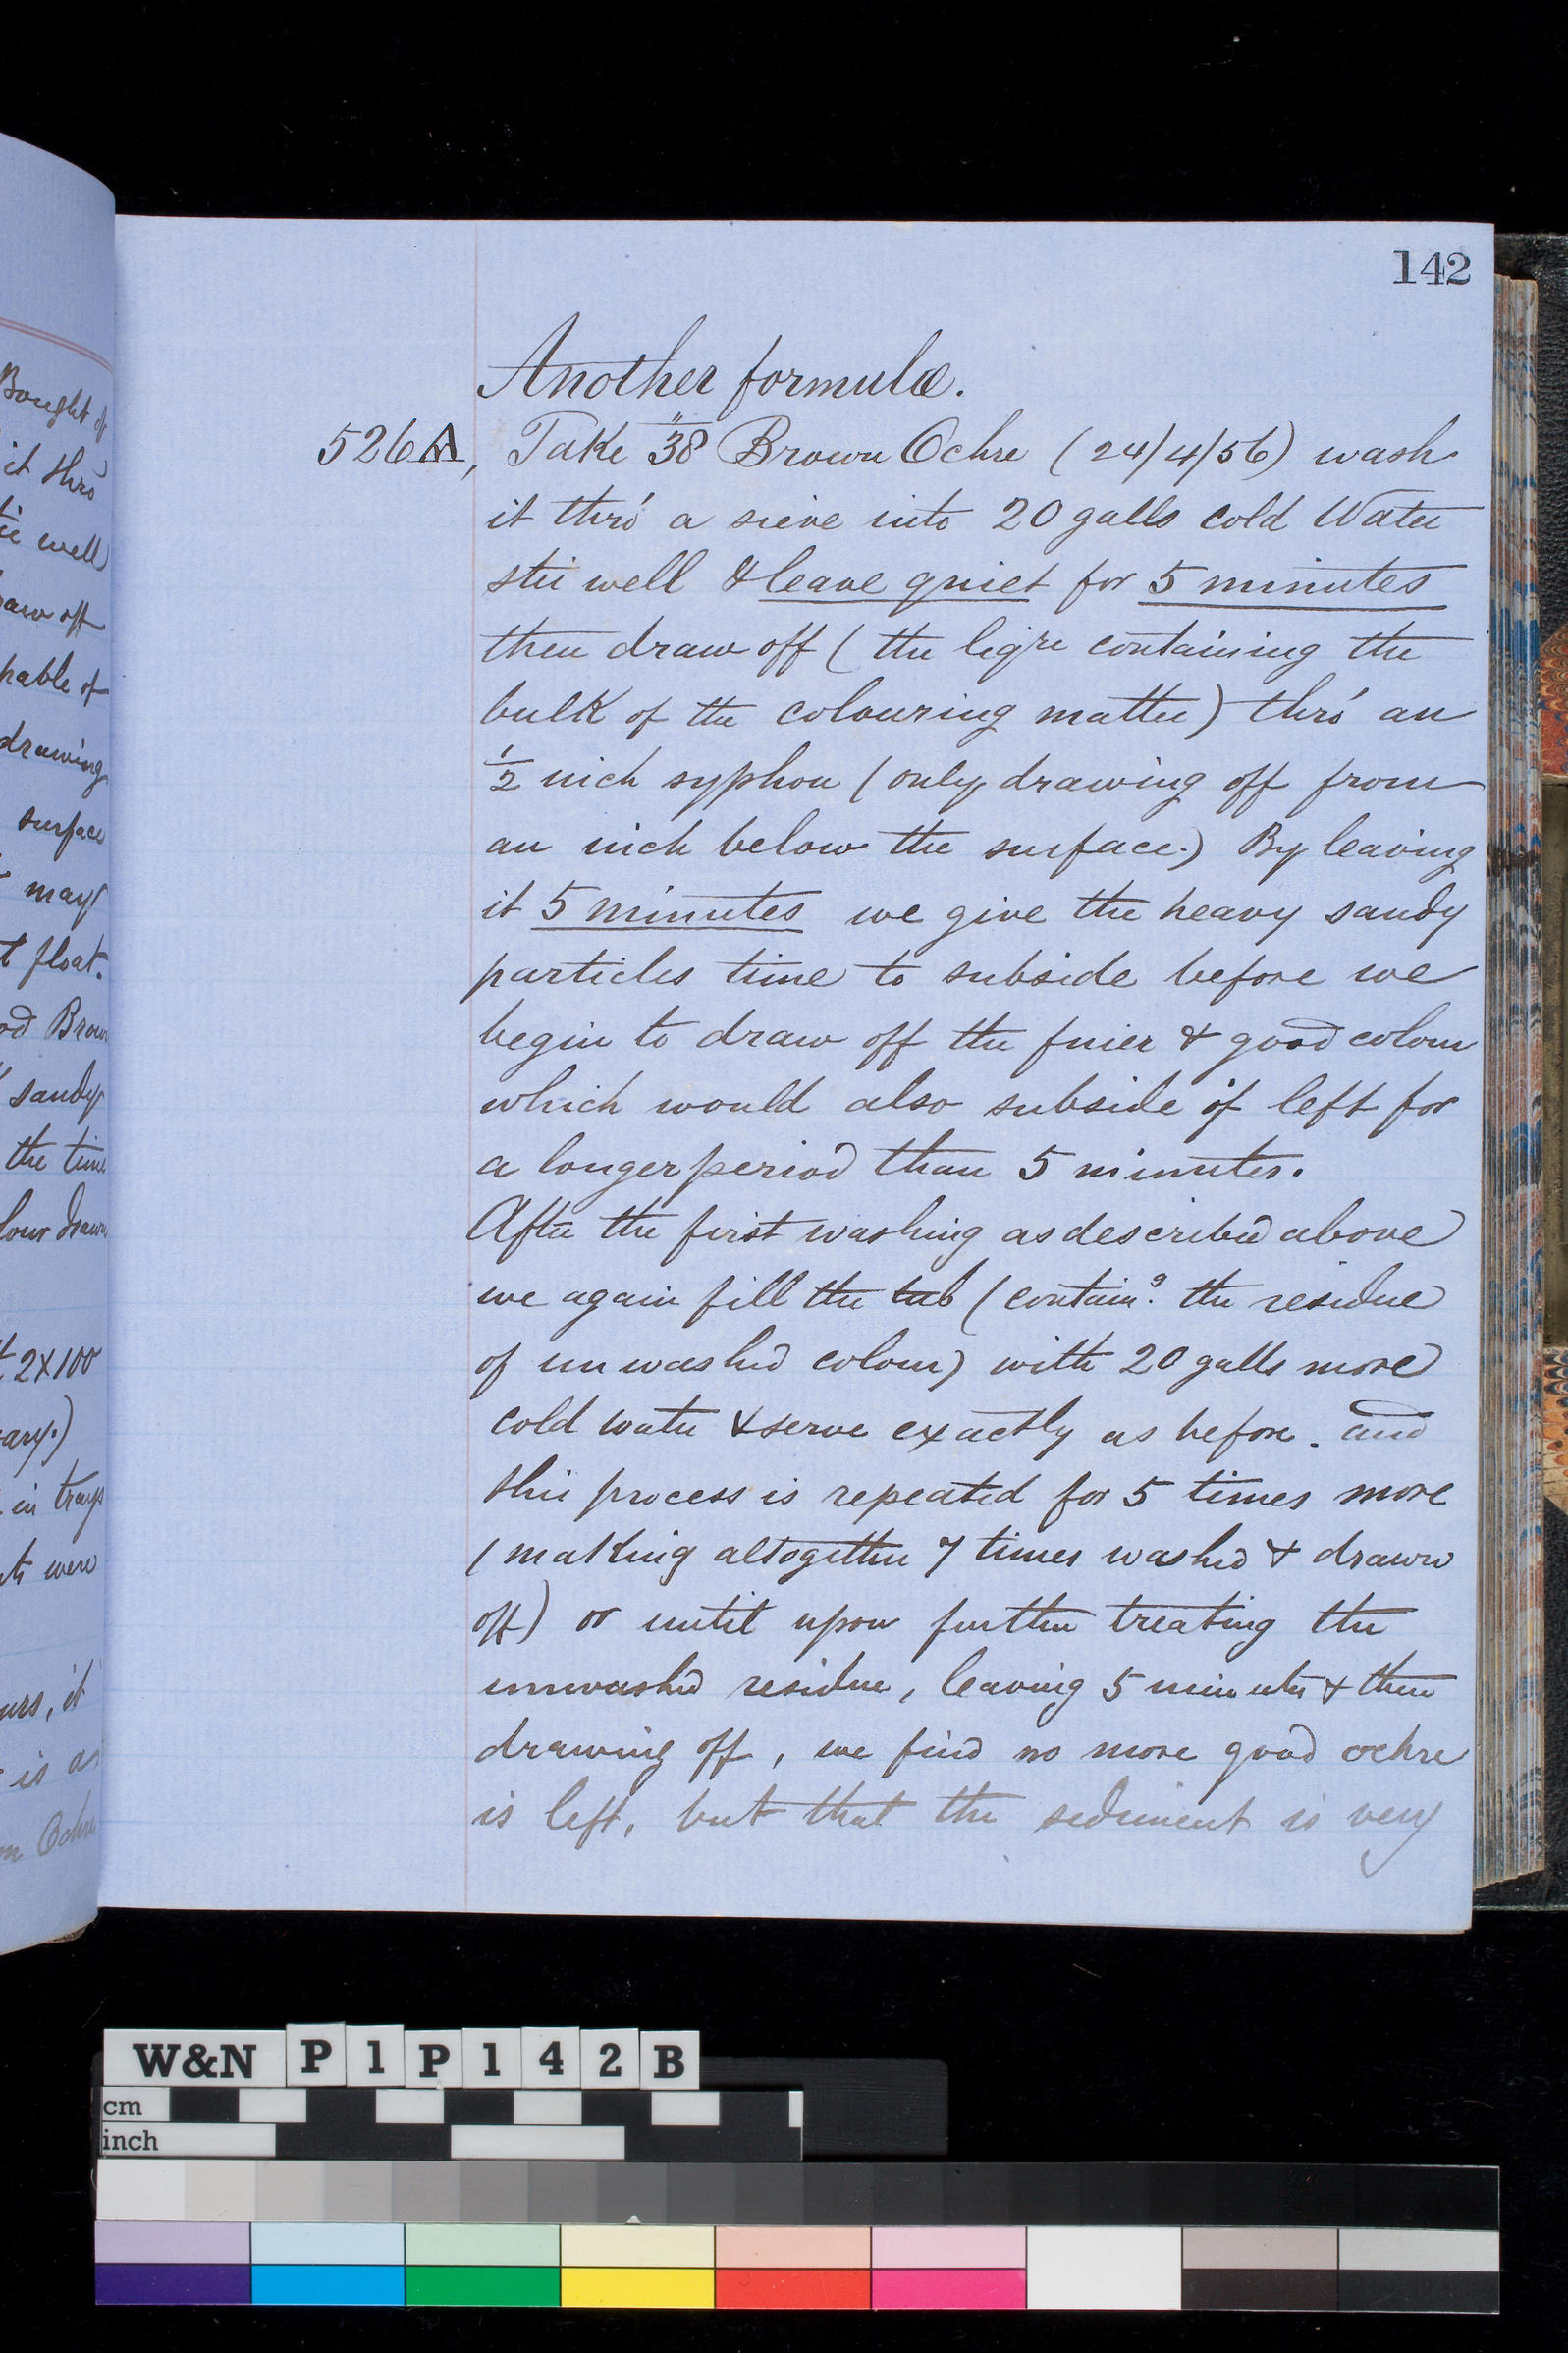 142
Another formulæ.
526A, Take "38 Brown Ochre (24/4/56) wash
it thro' a sieve into 20 galls cold Water
stir well & leave quiet for 5 minutes
then draw off (the liqre containing the
bulk of the colouring matter) thro' an
1/2 inch syphon (only drawing off from
an inch below the surface.) By leaving
it 5 minutes we give the heavy sandy
particles time to subside before we
begin to draw off the finer & good colour
which would also subside if left for
a longer period than 5 minutes.
After the first washing as described above
we again fill the tub (containg. the residue
of unwashed colour) with 20 galls more
cold water & serve exactly as before. and
this process is repeated for 5 times more
(making altogether 7 times washed & drawn
off) or until upon further treating the
unwashed residue, leaving 5 minutes & then
drawing off, we find no more good ochre
is left, but that the sediment is very
Bought of
it thro'
well
aw off
pable of
drawing
surface
may
float.
Brown
sandy
the time
lour drawn
2x100
ary.)
in trays
were
urs, it
is as
Ochre
W&N P1P142B
cm
inch